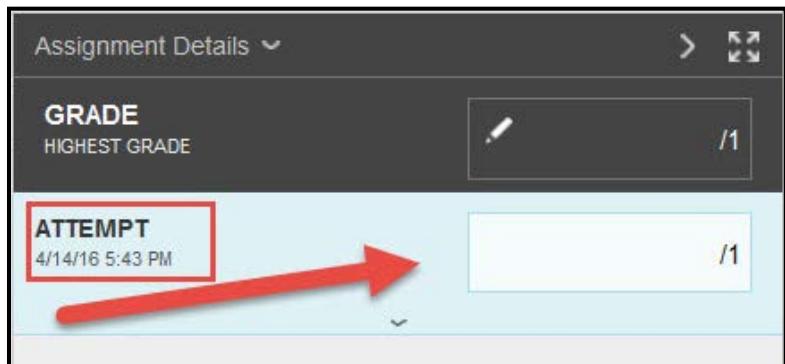 Assignment Details
GRADE
HIGHEST GRADE
/1
ATTEMPT
4/14/16 5:43 PM
/1